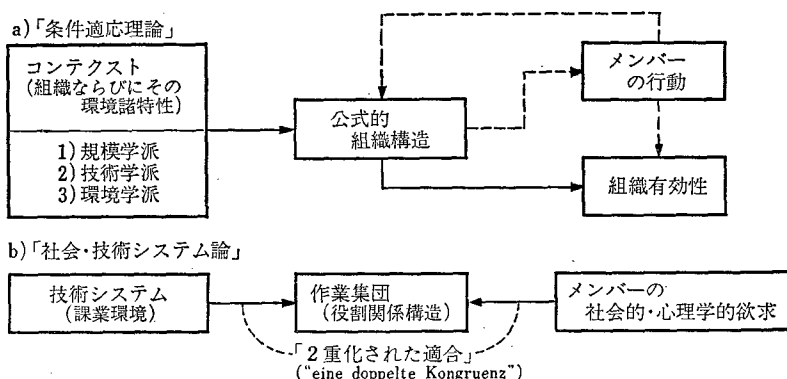 a)「条件適応理論」
コンテクスト
(組織ならびにその
環境諸特性)
1)規模学派
2)技術学派
3)環境学派
公式的
組織構造
メンバー
の行動
組織有効性
b)「社会・技術システム論」
技術システム
(課業環境)
作業集団
(役割関係構造)
メンバーの
社会的・心理学的欲求
「2重化された適合」
("eine doppelte Kongruenz")